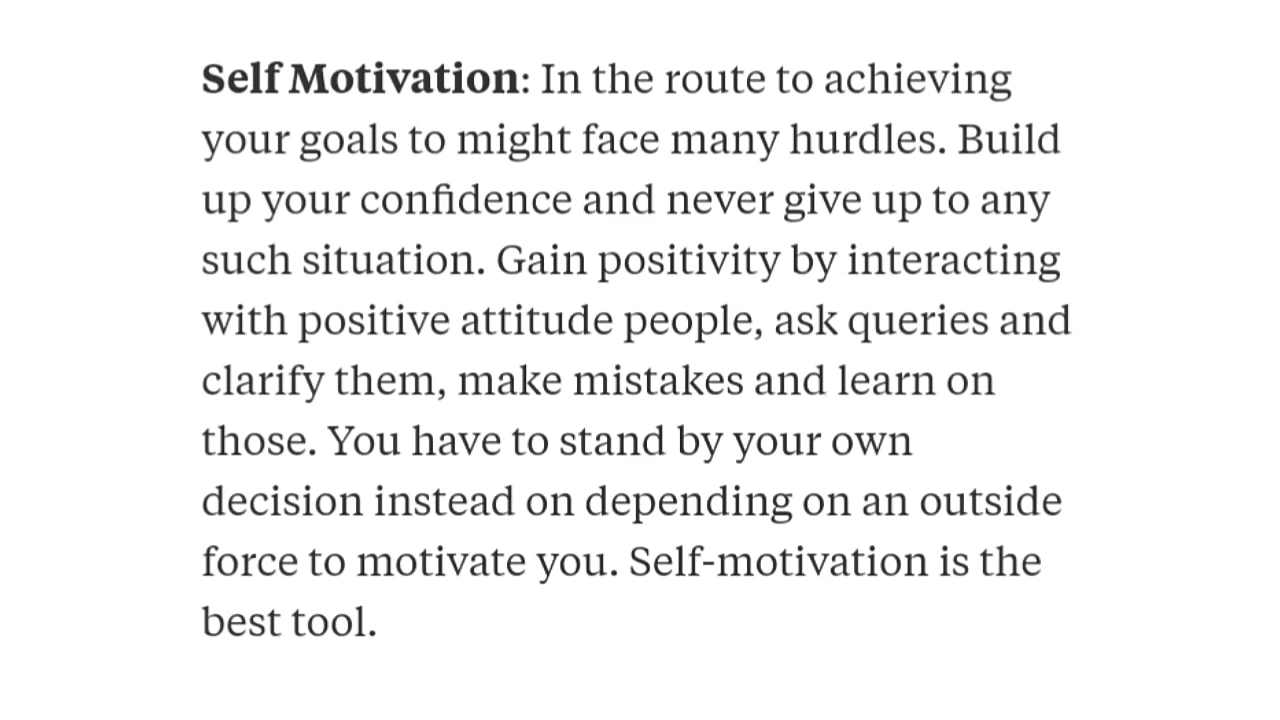 Self Motivation: In the route to achieving
your goals to might face many hurdles. Build
up your confidence and never give up to any
such situation. Gain positivity by interacting
with positive attitude people, ask queries and
clarify them, make mistakes and learn on
those. You have to stand by your own
decision instead on depending on an outside
force to motivate you. Self-motivation is the
best tool.